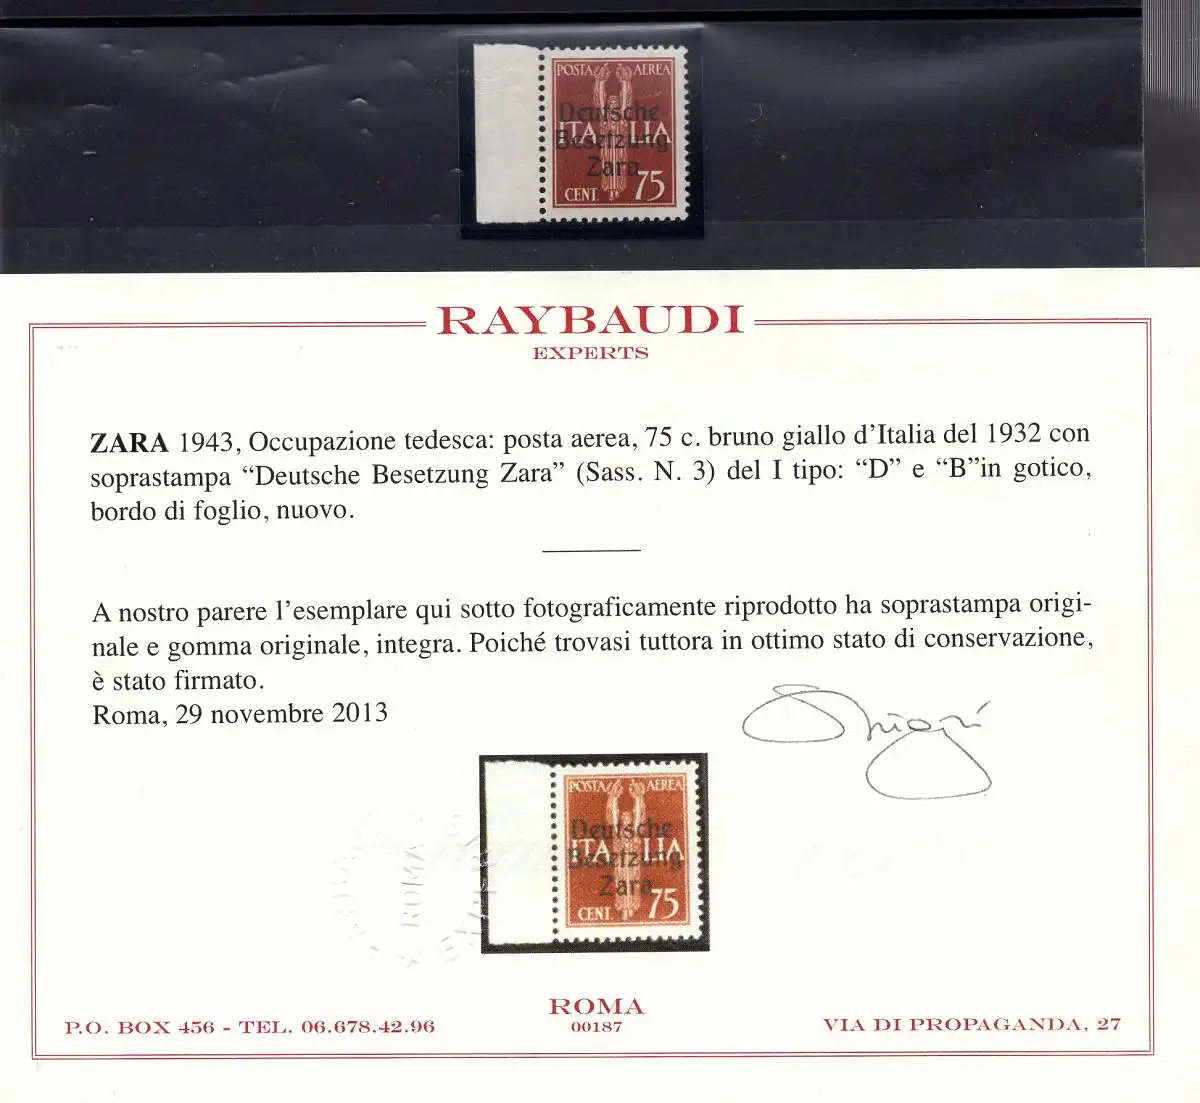 POSTA AEREA
Deutsche
ITALIA
Besetzung
Zara
CENT. 75
RAYBAUDI
EXPERTS
ZARA 1943, Occupazione tedesca: posta aerea, 75 c. bruno giallo d’Italia del 1932 con
soprastampa “Deutsche Besetzung Zara” (Sass. N. 3) del I tipo: “D” e “B”in gotico,
bordo di foglio, nuovo.
A nostro parere l’esemplare qui sotto fotograficamente riprodotto ha soprastampa origi-
nale e gomma originale, integra. Poiché trovasi tuttora in ottimo stato di conservazione,
è stato firmato.
Roma, 29 novembre 2013
POSTA AEREA
Deutsche
ITALIA
Besetzung
Zara
CENT. 75
ROMA
ROMA
00187
P.O. BOX 456 - TEL. 06.678.42.96
VIA DI PROPAGANDA, 27